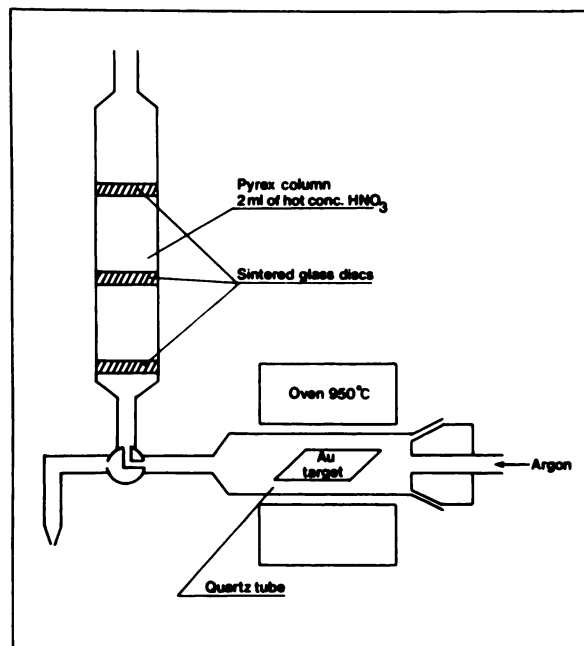 Pyrex column
2 ml of hot conc. HNO₃
Sintered glass discs
Oven 950°C
Au
target
Argon
Quartz tube